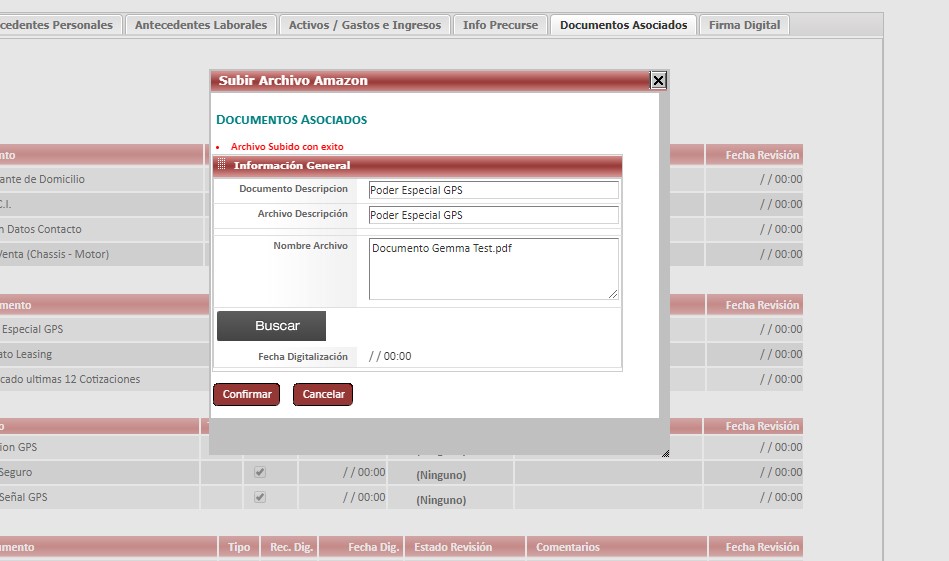 cedentes Personales Antecedentes Laborales Activos / Gastos e Ingresos Info Precurse Documentos Asociados Firma Digital
Subir Archivo Amazon
DOCUMENTOS ASOCIADOS
Archivo Subido con exito
nto Fecha Revisión
Información General
ante de Domicilio / / 00:00
Documento Descripcion Poder Especial GPS
C.I. / / 00:00
Archivo Descripción Poder Especial GPS
n Datos Contacto / / 00:00
Nombre Archivo Documento Gemma Test.pdf
Venta (Chassis - Motor) / / 00:00
mento Fecha Revisión
Buscar
Especial GPS / / 00:00
ato Leasing / / 00:00
Fecha Digitalización / / 00:00
cado ultimas 12 Cotizaciones / / 00:00
Confirmar Cancelar
o Fecha Revisión
ion GPS / / 00:00
Seguro / / 00:00 (Ninguno) / / 00:00
Señal GPS / / 00:00 (Ninguno) / / 00:00
umento Tipo Rec. Dig. Fecha Dig. Estado Revisión Comentarios Fecha Revisión